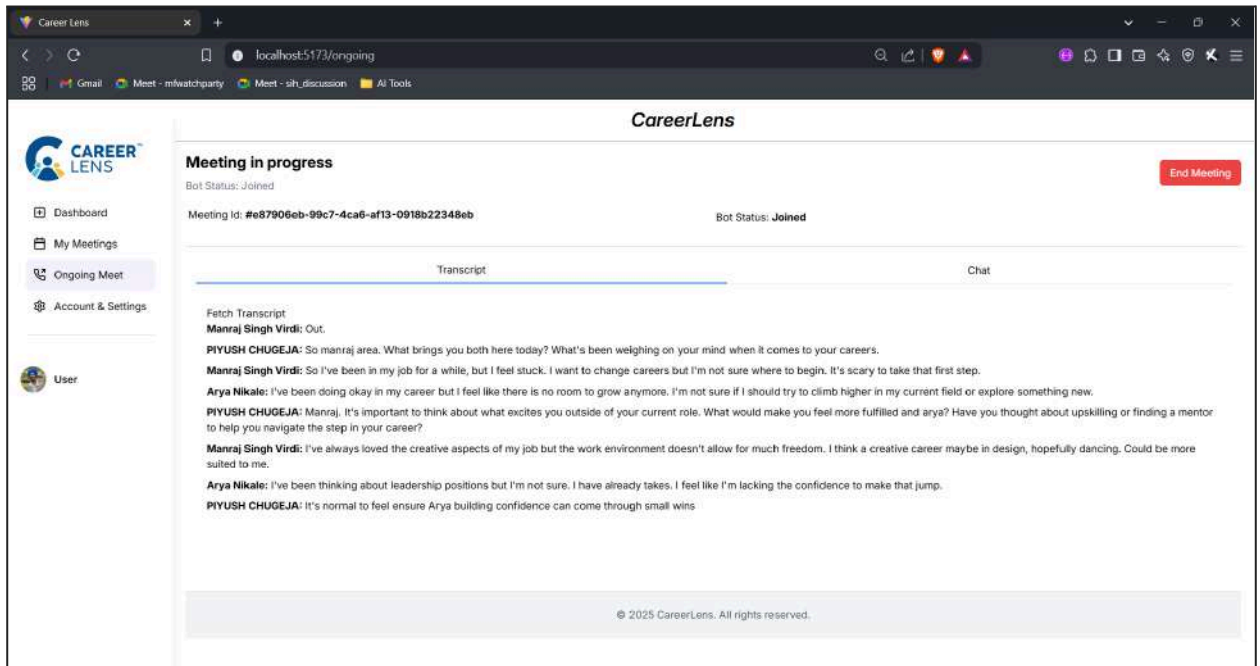 Career Lens
localhost:5173/ongoing
Gmail Meet - mfwatchparty Meet - sih_discussion AI Tools
CareerLens
CAREER™
LENS
Meeting in progress
End Meeting
Bot Status: Joined
Meeting Id: #e87906eb-99c7-4ca6-af13-0918b22348eb Bot Status: Joined
Dashboard
My Meetings
Ongoing Meet
Account & Settings
User
Transcript Chat
Fetch Transcript
Manraj Singh Virdi: Out.
PIYUSH CHUGEJA: So manraj area. What brings you both here today? What's been weighing on your mind when it comes to your careers.
Manraj Singh Virdi: So I've been in my job for a while, but I feel stuck. I want to change careers but I'm not sure where to begin. It's scary to take that first step.
Arya Nikale: I've been doing okay in my career but I feel like there is no room to grow anymore. I'm not sure if I should try to climb higher in my current field or explore something new.
PIYUSH CHUGEJA: Manraj. It's important to think about what excites you outside of your current role. What would make you feel more fulfilled and arya? Have you thought about upskilling or finding a mentor
to help you navigate the step in your career?
Manraj Singh Virdi: I've always loved the creative aspects of my job but the work environment doesn't allow for much freedom. I think a creative career maybe in design, hopefully dancing. Could be more
suited to me.
Arya Nikale: I've been thinking about leadership positions but I'm not sure. I have already takes. I feel like I'm lacking the confidence to make that jump.
PIYUSH CHUGEJA: It's normal to feel ensure Arya building confidence can come through small wins
© 2025 CareerLens. All rights reserved.